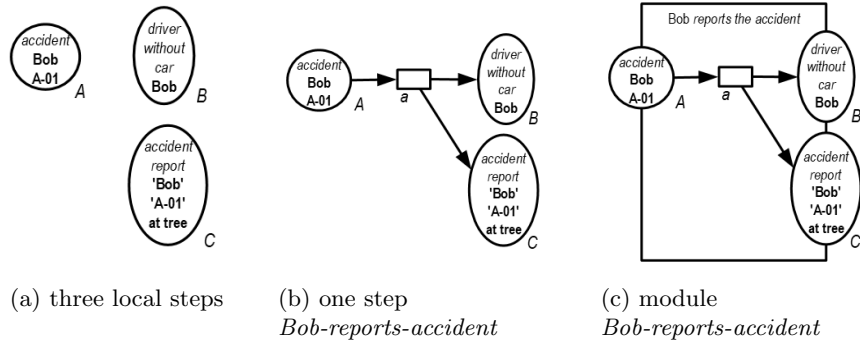 accident
Bob
A-01
A
driver
without
car
Bob
B
accident
report
'Bob'
'A-01'
at tree
C
(a) three local steps
accident
Bob
A-01
A
a
driver
without
car
Bob
B
accident
report
'Bob'
'A-01'
at tree
C
(b) one step
Bob-reports-accident
Bob reports the accident
accident
Bob
A-01
A
a
driver
without
car
Bob
B
accident
report
'Bob'
'A-01'
at tree
C
(c) module
Bob-reports-accident